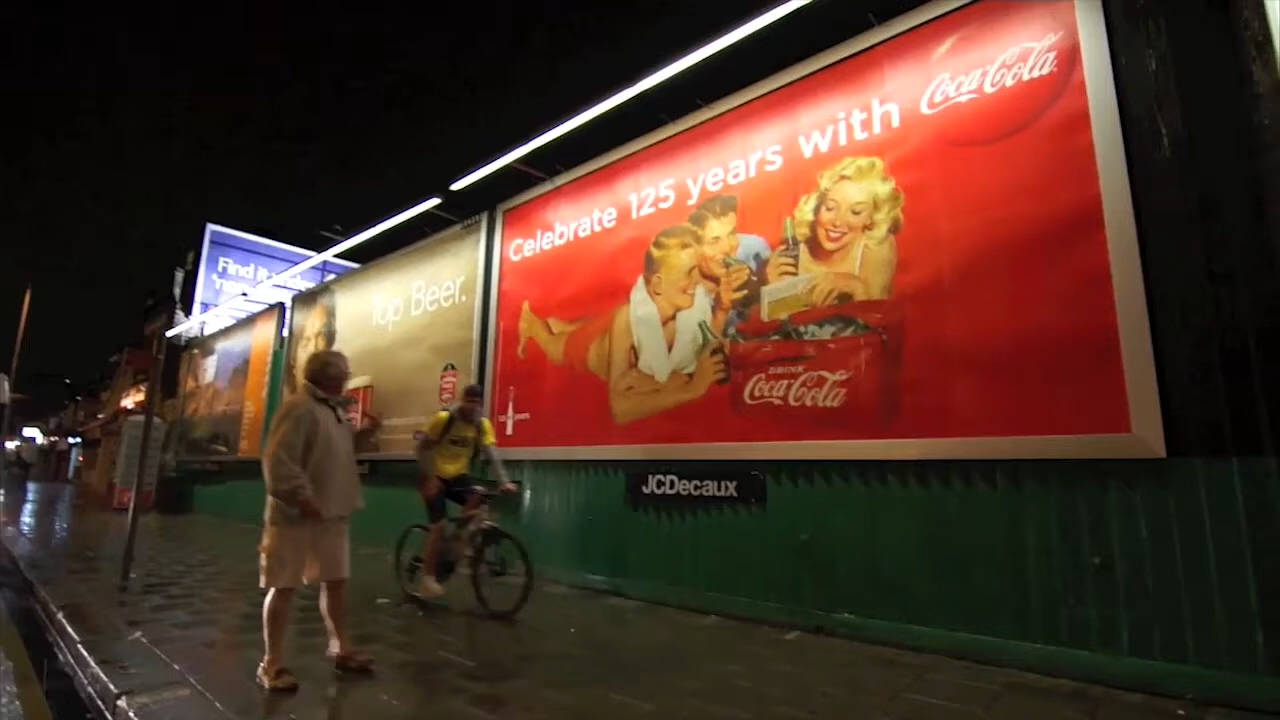 Celebrate 125 years with Coca-Cola
DRINK
Coca-Cola
JCDecaux
Top Beer.
Find it